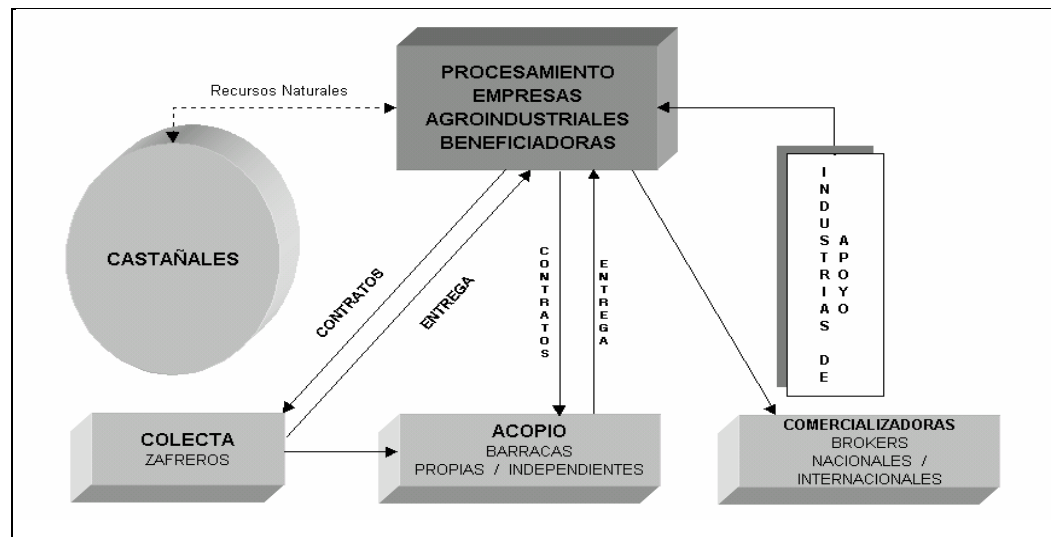 PROCESAMIENTO
EMPRESAS
AGROINDUSTRIALES
BENEFICIADORAS
Recursos Naturales
CASTAÑALES
CONTRATOS
ENTREGA
CONTRATOS
ENTREGA
INDUSTRIAS DE
APOYO
COLECTA
ZAFREROS
ACOPIO
BARRACAS
PROPIAS / INDEPENDIENTES
COMERCIALIZADORAS
BROKERS
NACIONALES /
INTERNACIONALES